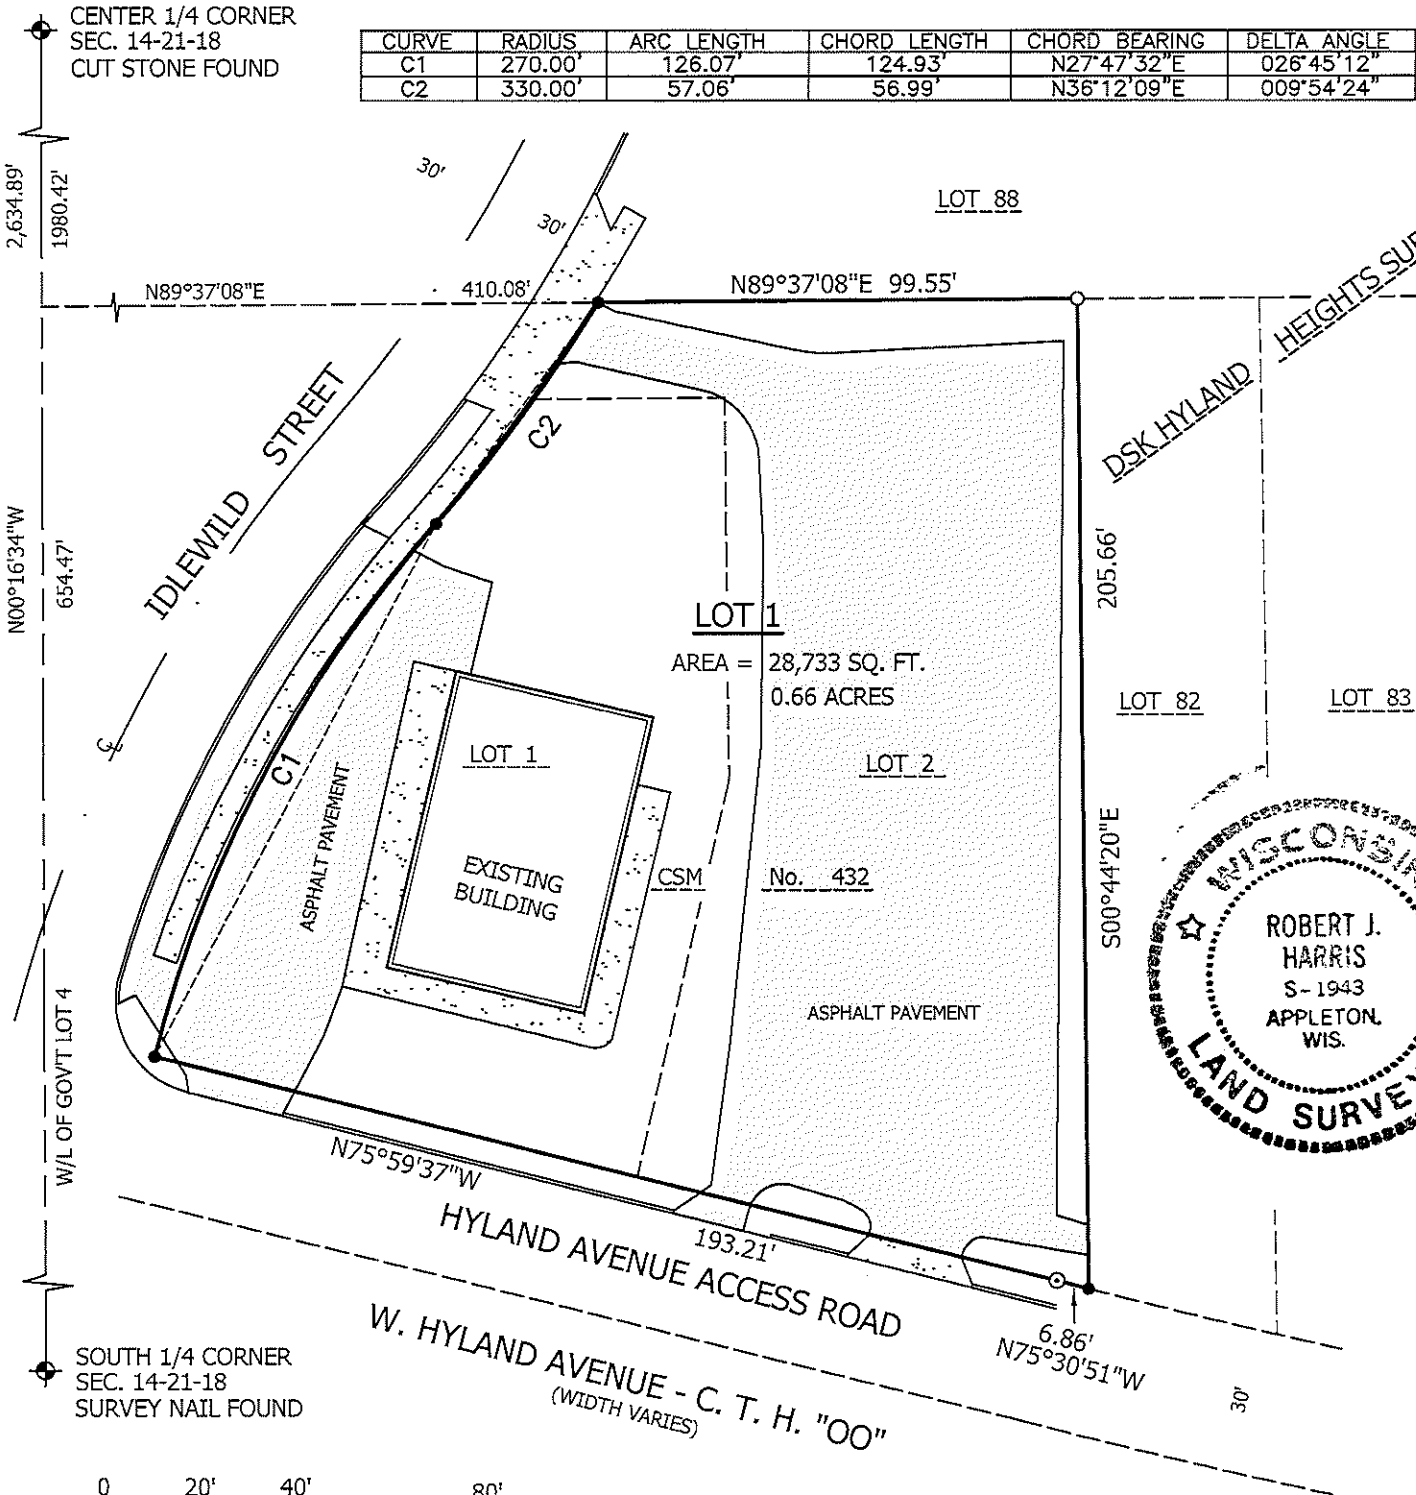 CENTER 1/4 CORNER
SEC. 14-21-18
CUT STONE FOUND
CURVE RADIUS ARC LENGTH CHORD LENGTH CHORD BEARING DELTA ANGLE
C1 270.00' 126.07' 124.93' N27°47'32"E 026°45'12"
C2 330.00' 57.06' 56.99' N36°12'09"E 009°54'24"
2,634.89'
1980.42'
30'
30'
LOT 88
N89°37'08"E
410.08'
N89°37'08"E 99.55'
DSK HYLAND HEIGHTS
IDLEWILD STREET
C2
N00°16'34"W
654.47'
205.66'
LOT 1
AREA = 28,733 SQ. FT.
0.66 ACRES
LOT 82
LOT 83
C1
LOT 1
LOT 2
ASPHALT PAVEMENT
EXISTING
BUILDING
CSM No. 432
S00°44'20"E
WISCONSIN
ROBERT J.
HARRIS
S-1943
APPLETON,
WIS.
LAND
ASPHALT PAVEMENT
W/L OF GOV'T LOT 4
N75°59'37"W
193.21'
HYLAND AVENUE ACCESS ROAD
6.86'
N75°30'51"W
W. HYLAND AVENUE - C. T. H. "OO"
(WIDTH VARIES)
30'
SOUTH 1/4 CORNER
SEC. 14-21-18
SURVEY NAIL FOUND
0 20' 40' 80'